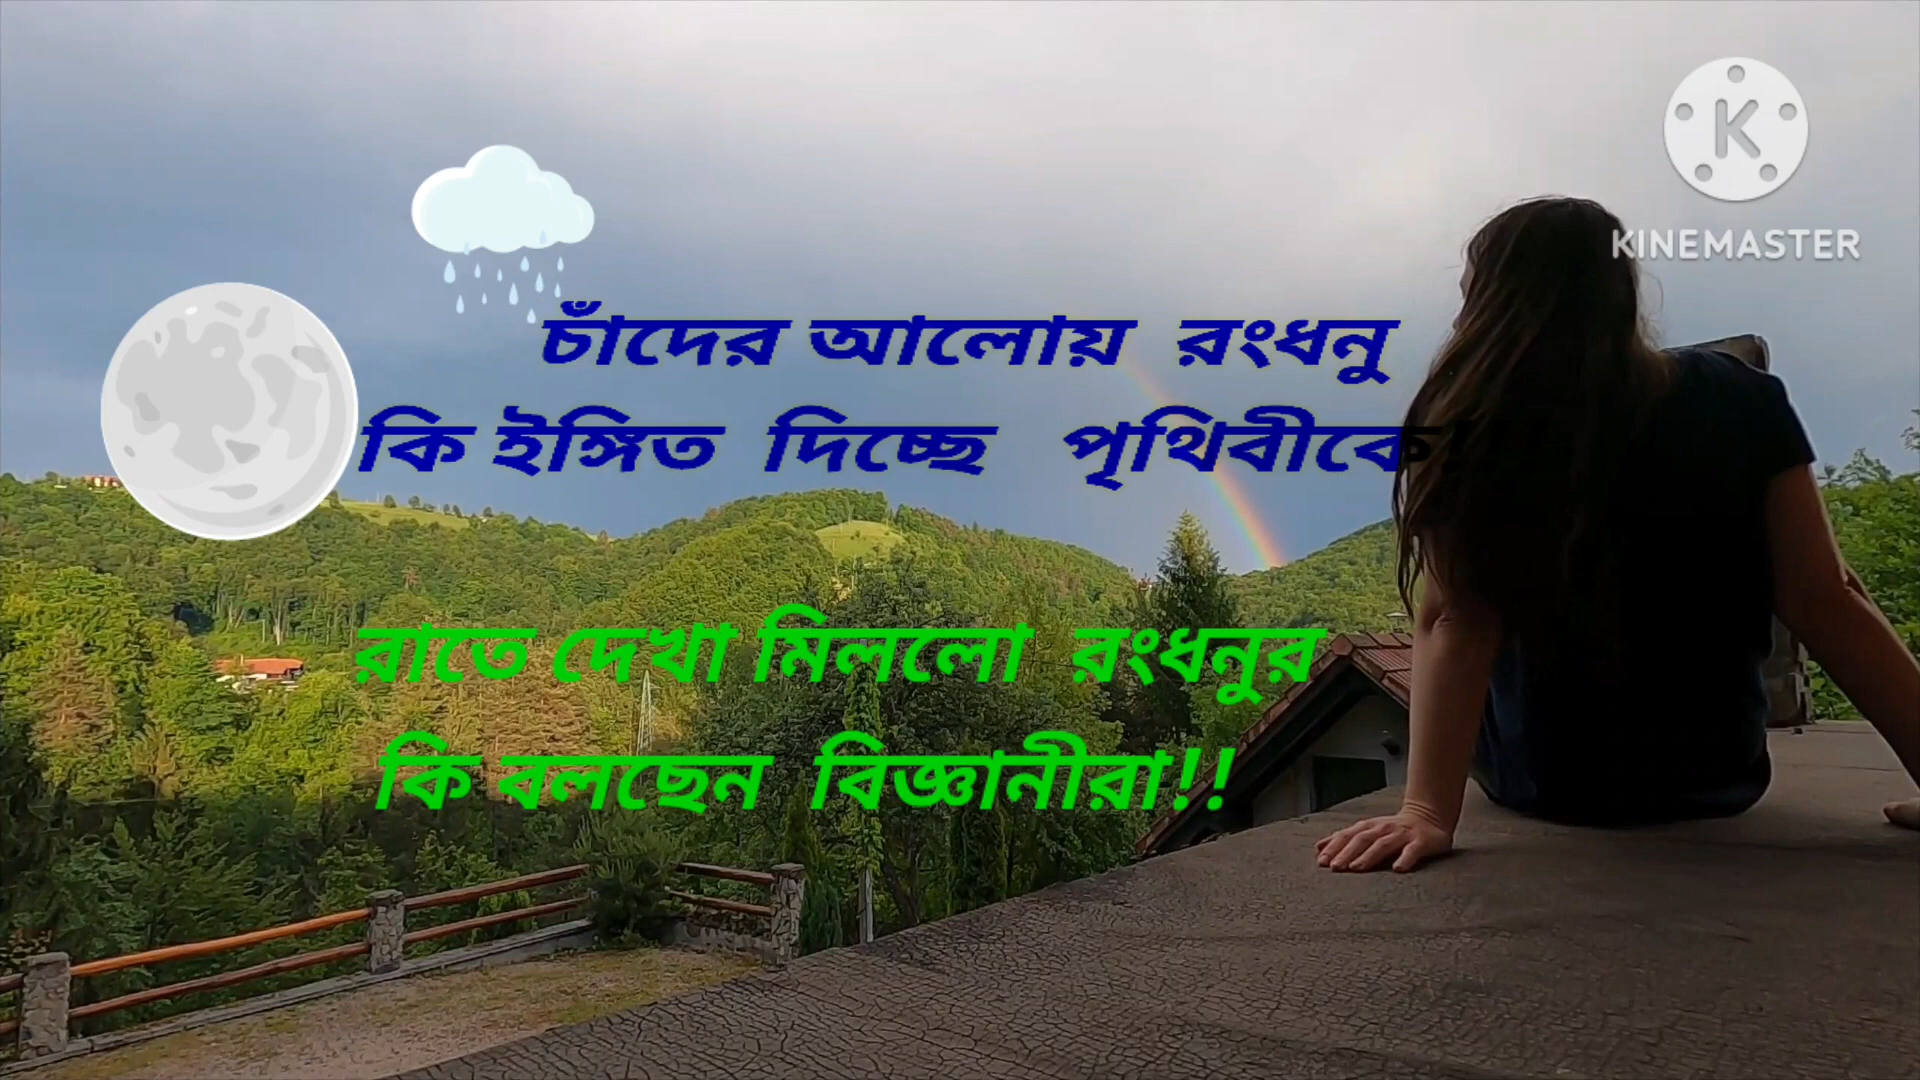 চাঁদের আলোয় রংধনু
কি ইঙ্গিত দিচ্ছে পৃথিবীকে!!!
রাতে দেখা মিললো রংধনুর
কি বলছেন বিজ্ঞানীরা!!
K
KINEMASTER